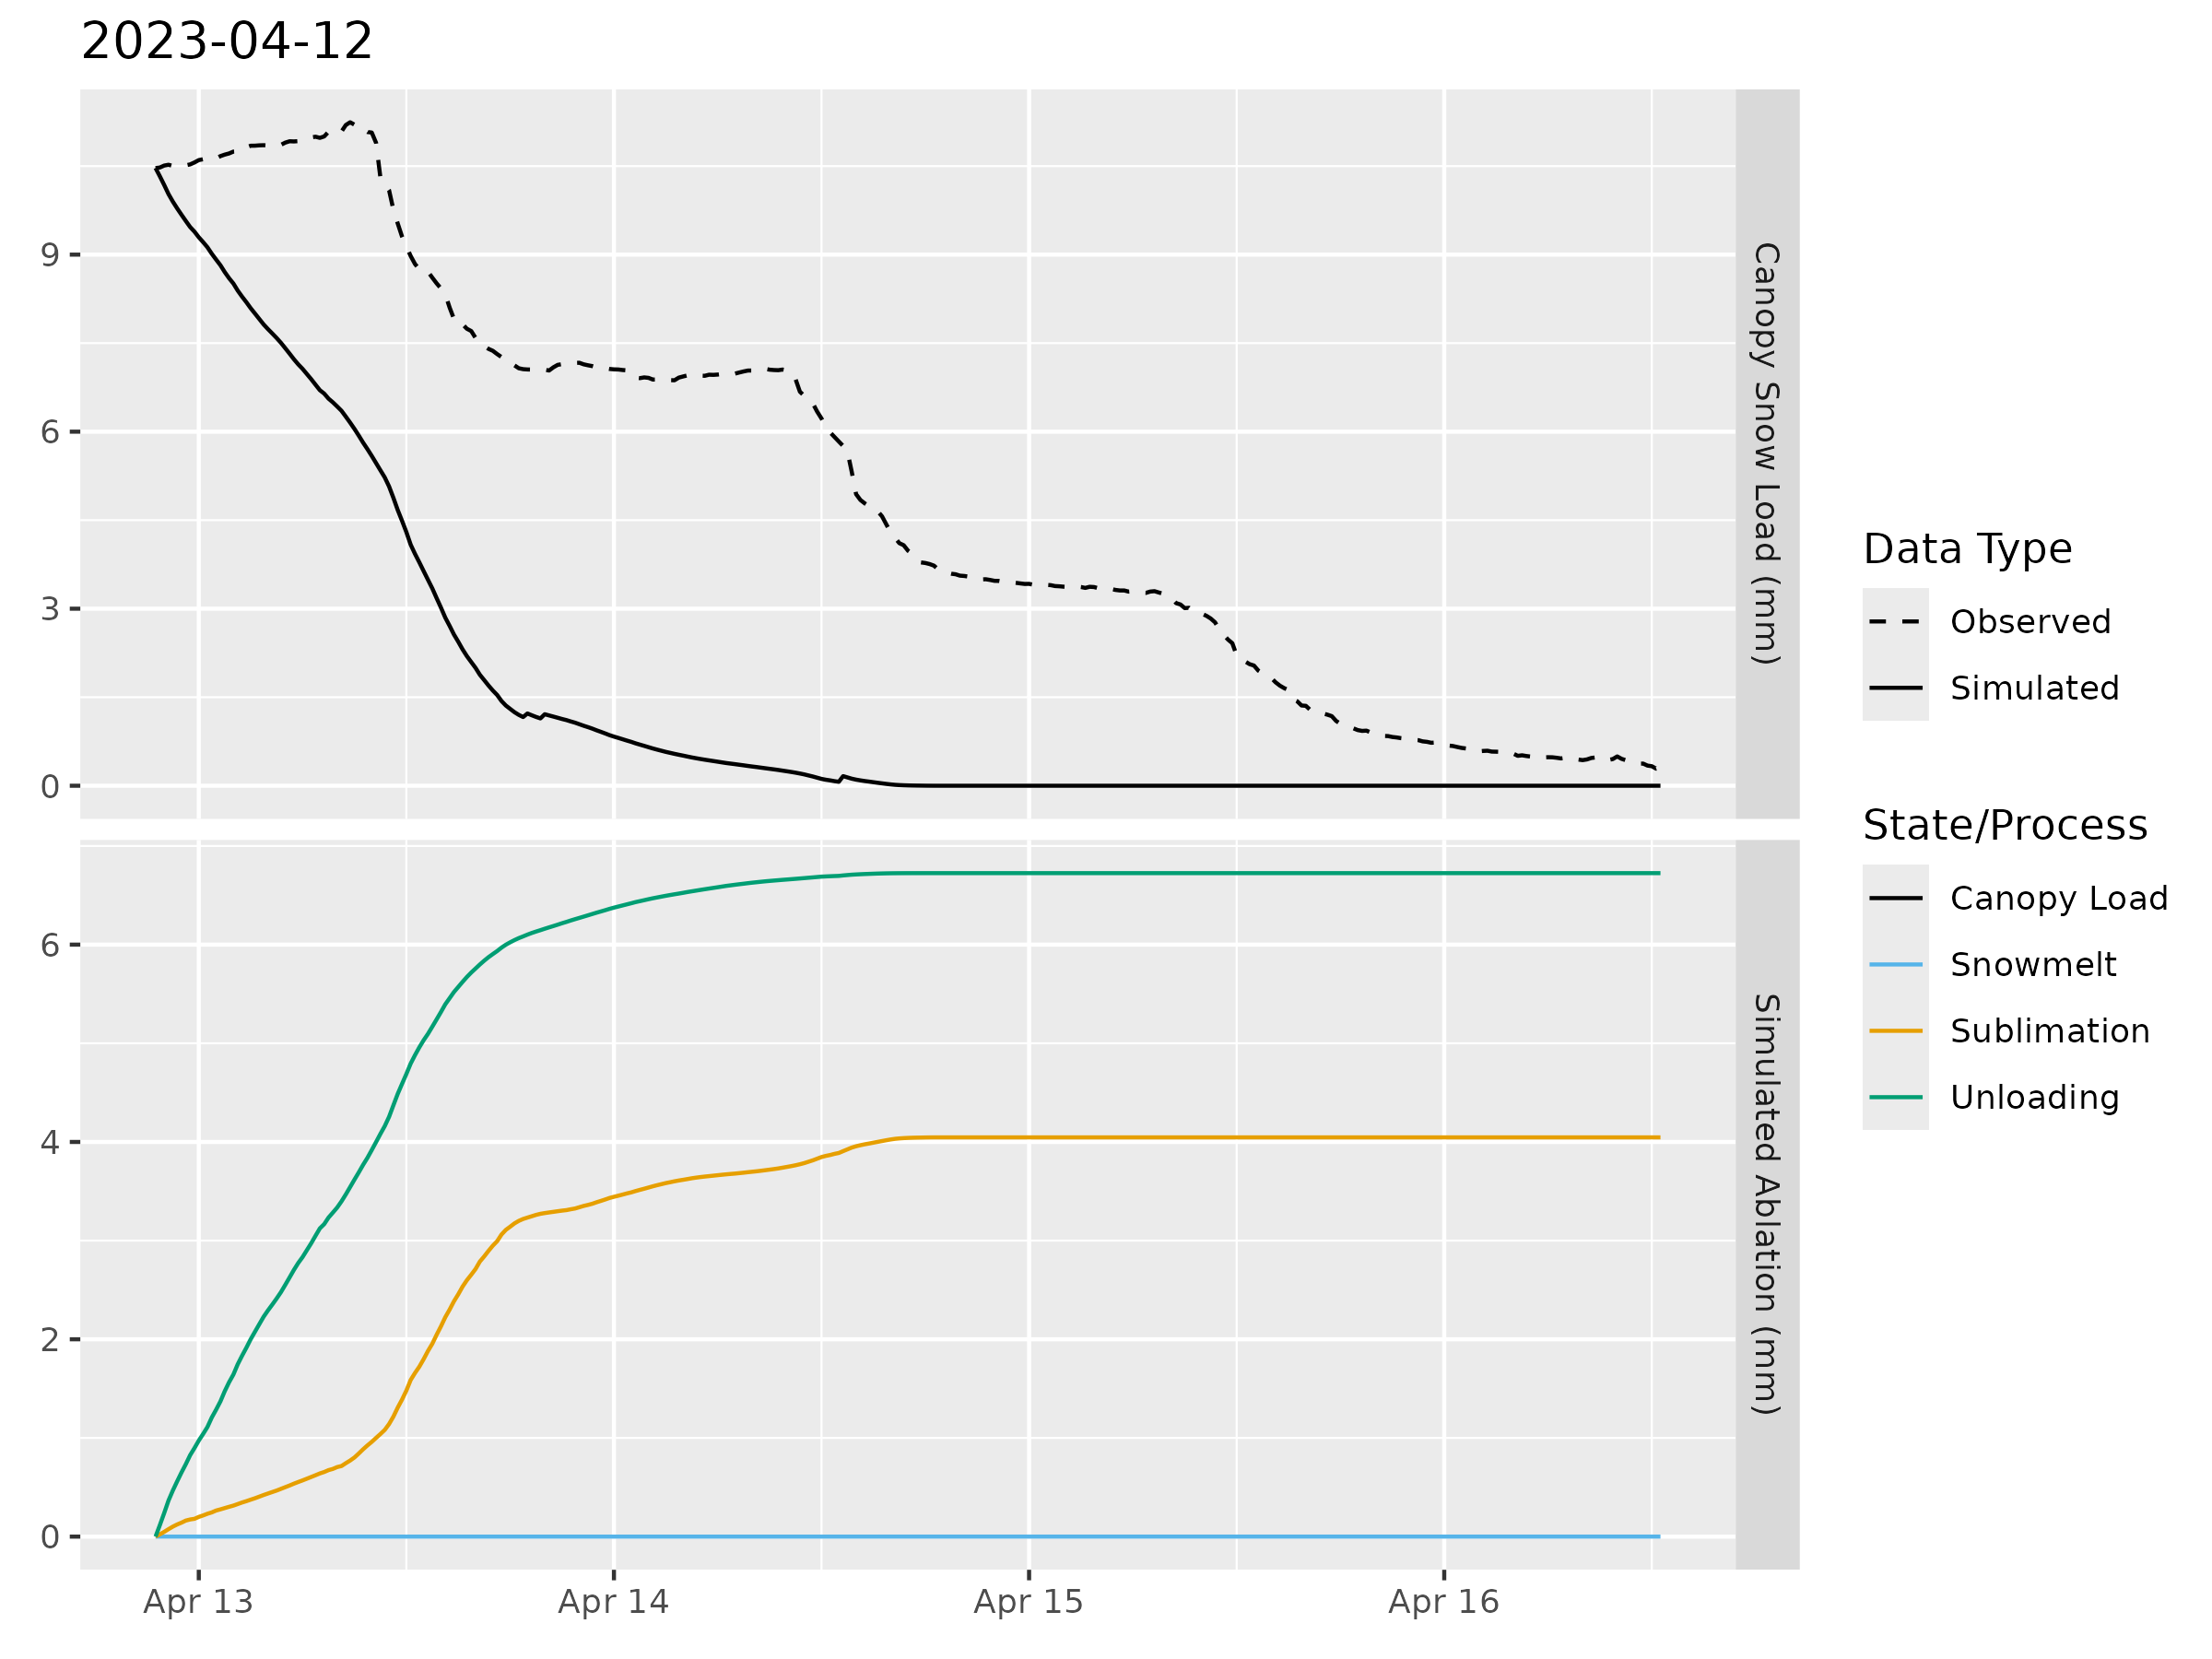 2023-04-12
9
6
3
0
Canopy Snow Load (mm)
6
4
2
0
Simulated Ablation (mm)
Apr 13
Apr 14
Apr 15
Apr 16
Data Type
Observed
Simulated
State/Process
Canopy Load
Snowmelt
Sublimation
Unloading